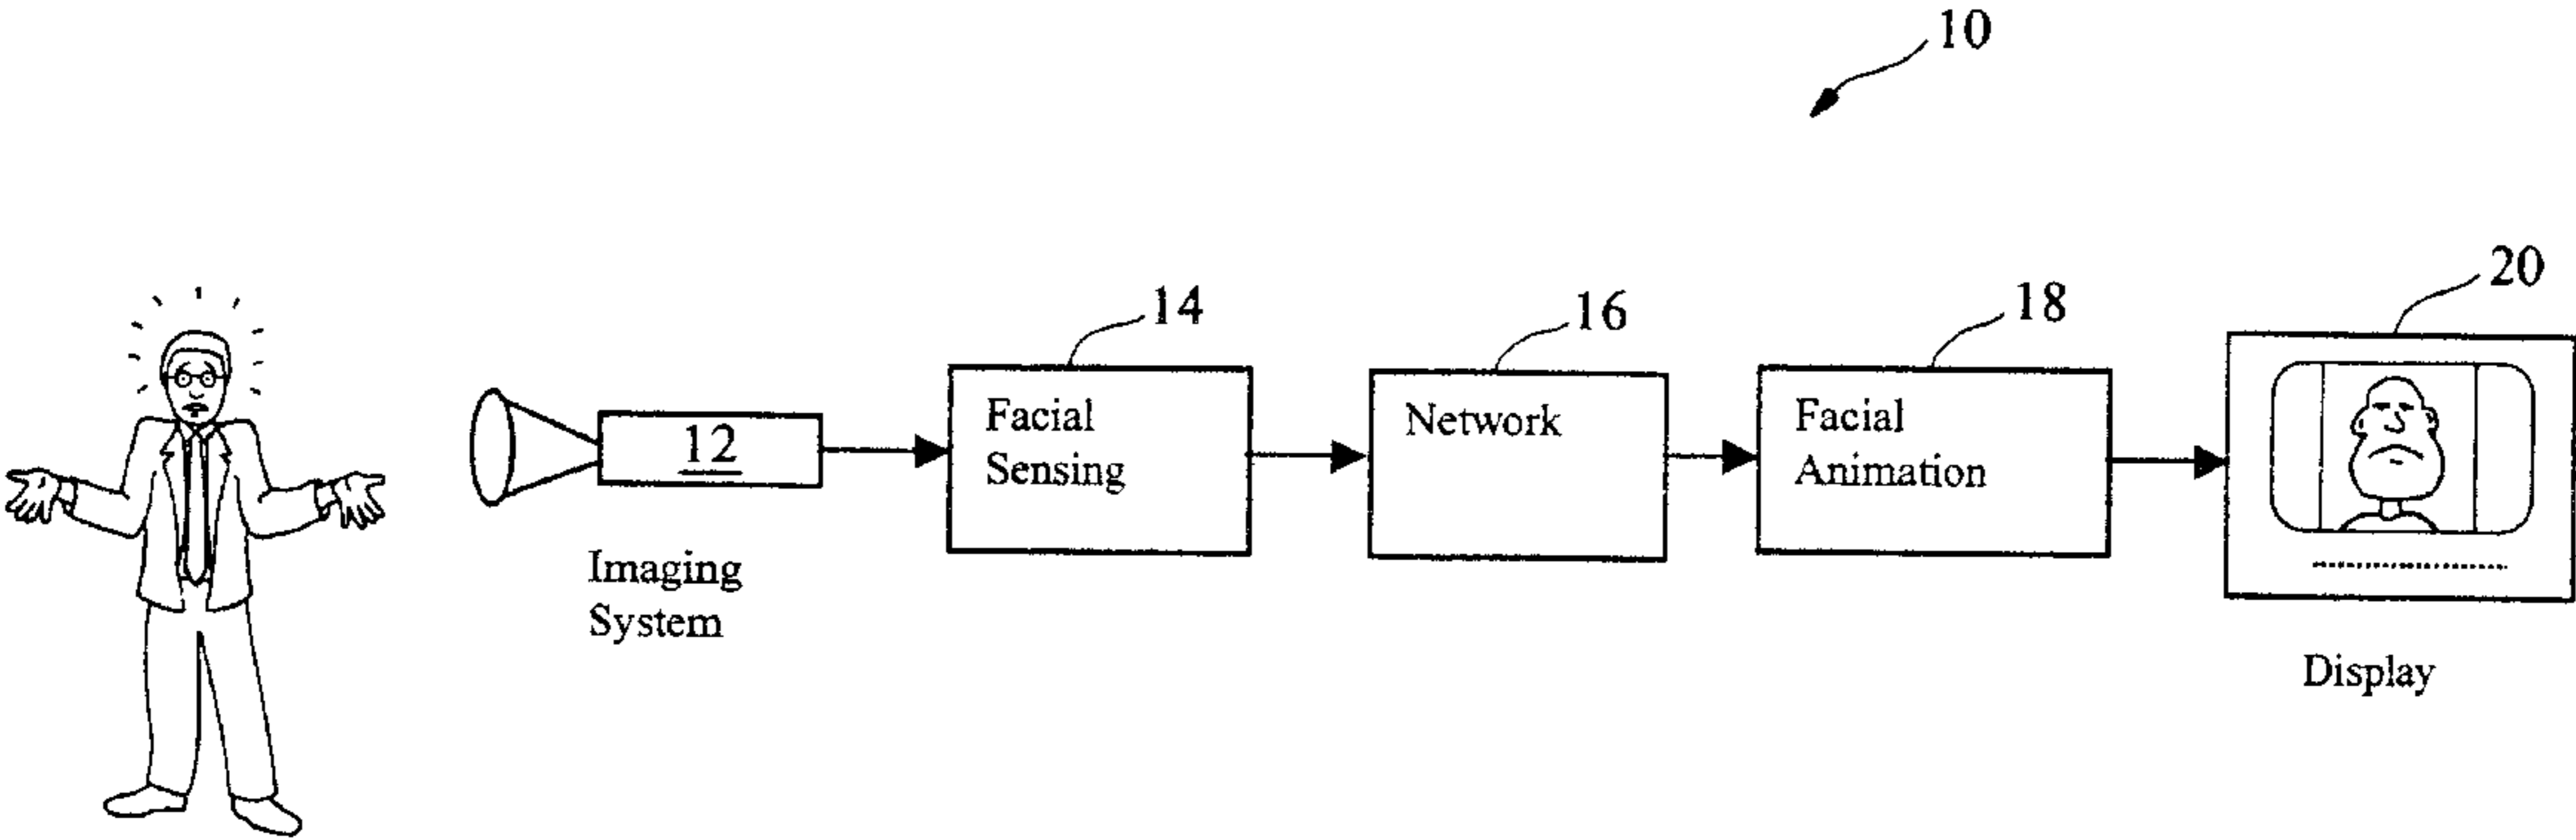 10
14
16
18
20
12
Facial
Sensing
Network
Facial
Animation
Imaging
System
Display